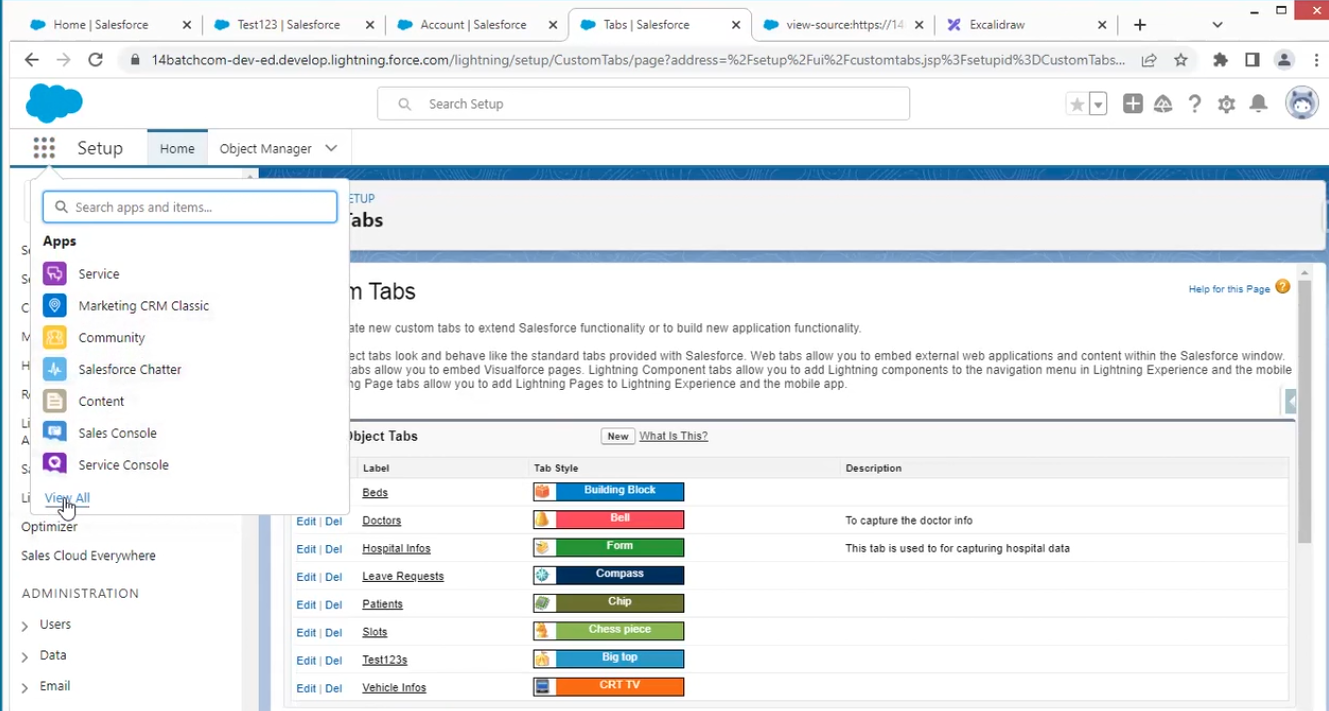 Home | Salesforce
Test123 | Salesforce
Account | Salesforce
Tabs | Salesforce
view-source:https://14
Excalidraw
14batchcom-dev-ed.develop.lightning.force.com/lightning/setup/CustomTabs/page?address=%2Fsetup%2Fui%2Fcustomtabs.jsp%3Fsetupid%3DCustomTabs...
Search Setup
Setup
Home
Object Manager
Search apps and items...
Apps
Service
Marketing CRM Classic
Community
Salesforce Chatter
Content
Sales Console
Service Console
View All
Optimizer
Sales Cloud Everywhere
ADMINISTRATION
Users
Data
Email
ETUP
Tabs
m Tabs
Help for this Page
ate new custom tabs to extend Salesforce functionality or to build new application functionality.
ect tabs look and behave like the standard tabs provided with Salesforce. Web tabs allow you to embed external web applications and content within the Salesforce window.
tabs allow you to embed Visualforce pages. Lightning Component tabs allow you to add Lightning components to the navigation menu in Lightning Experience and the mobile
ng Page tabs allow you to add Lightning Pages to Lightning Experience and the mobile app.
Object Tabs New What Is This?
Label Tab Style Description
Beds Building Block
Edit | Del Doctors Bell To capture the doctor info
Edit | Del Hospital Infos Form This tab is used to for capturing hospital data
Edit | Del Leave Requests Compass
Edit | Del Patients Chip
Edit | Del Slots Chess piece
Edit | Del Test123s Big top
Edit | Del Vehicle Infos CRT TV